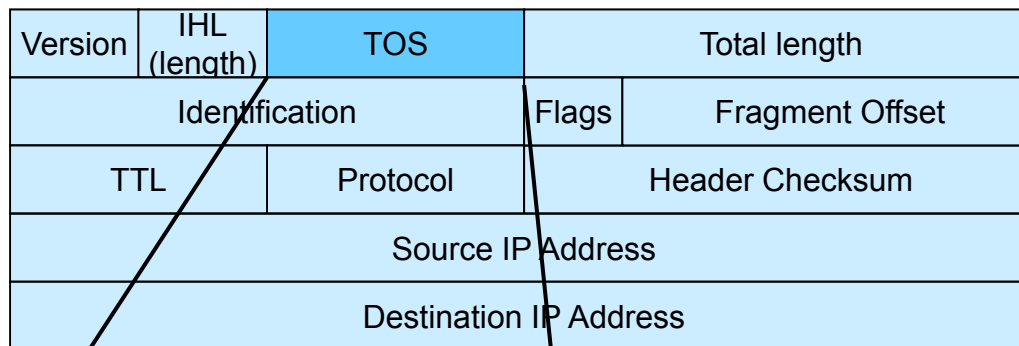 Version IHL (length) TOS Total length
Identification Flags Fragment Offset
TTL Protocol Header Checksum
Source IP Address
Destination IP Address